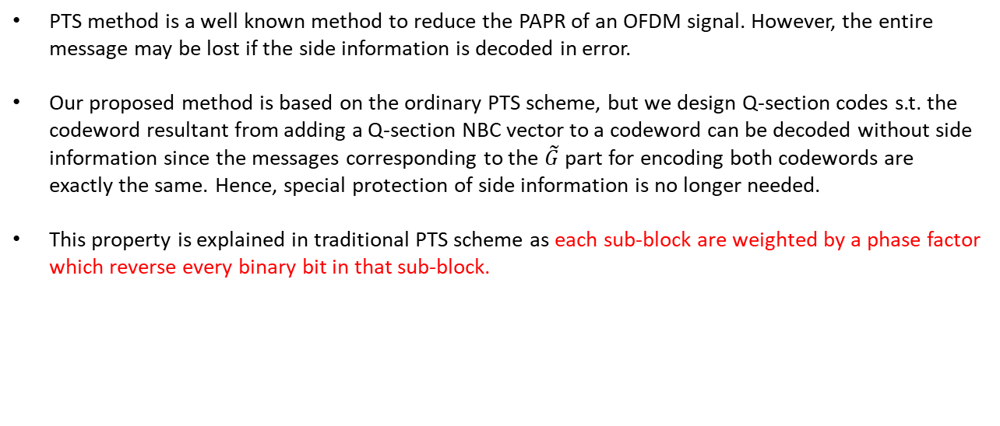 • PTS method is a well known method to reduce the PAPR of an OFDM signal. However, the entire
message may be lost if the side information is decoded in error.
• Our proposed method is based on the ordinary PTS scheme, but we design Q-section codes s.t. the
codeword resultant from adding a Q-section NBC vector to a codeword can be decoded without side
information since the messages corresponding to the G̃ part for encoding both codewords are
exactly the same. Hence, special protection of side information is no longer needed.
• This property is explained in traditional PTS scheme as each sub-block are weighted by a phase factor
which reverse every binary bit in that sub-block.